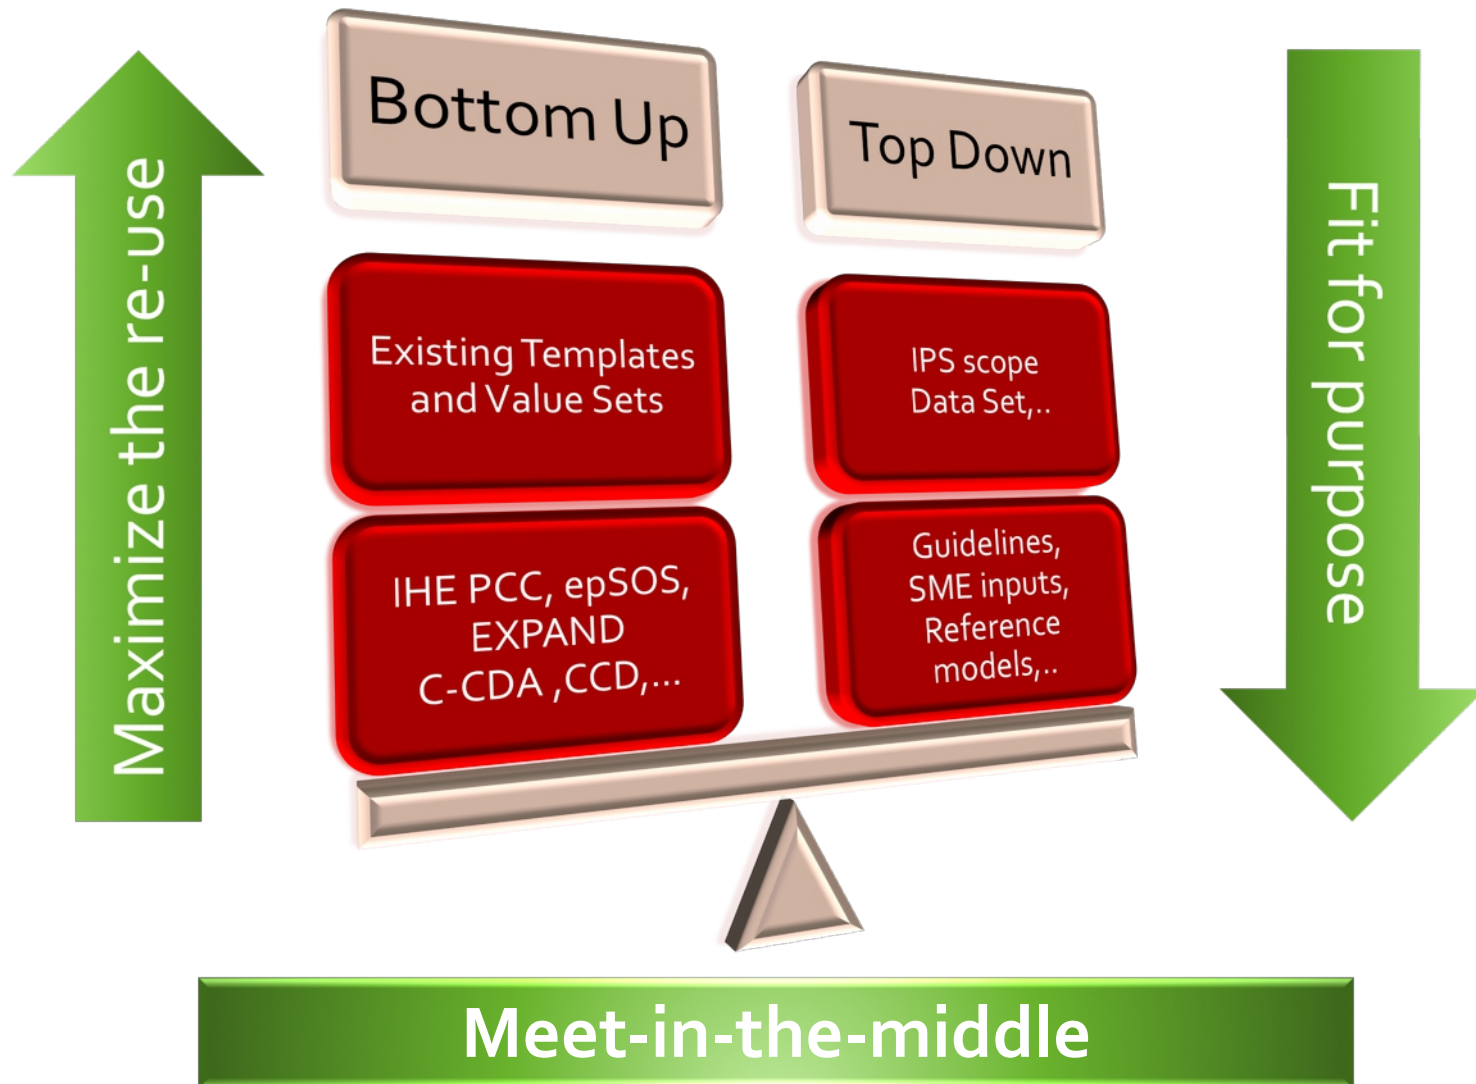 Maximize the re-use
Bottom Up
Existing Templates
and Value Sets
IHE PCC, epSOS,
EXPAND
C-CDA ,CCD,...
Top Down
IPS scope
Data Set,..
Guidelines,
SME inputs,
Reference
models,..
Fit for purpose
Meet-in-the-middle